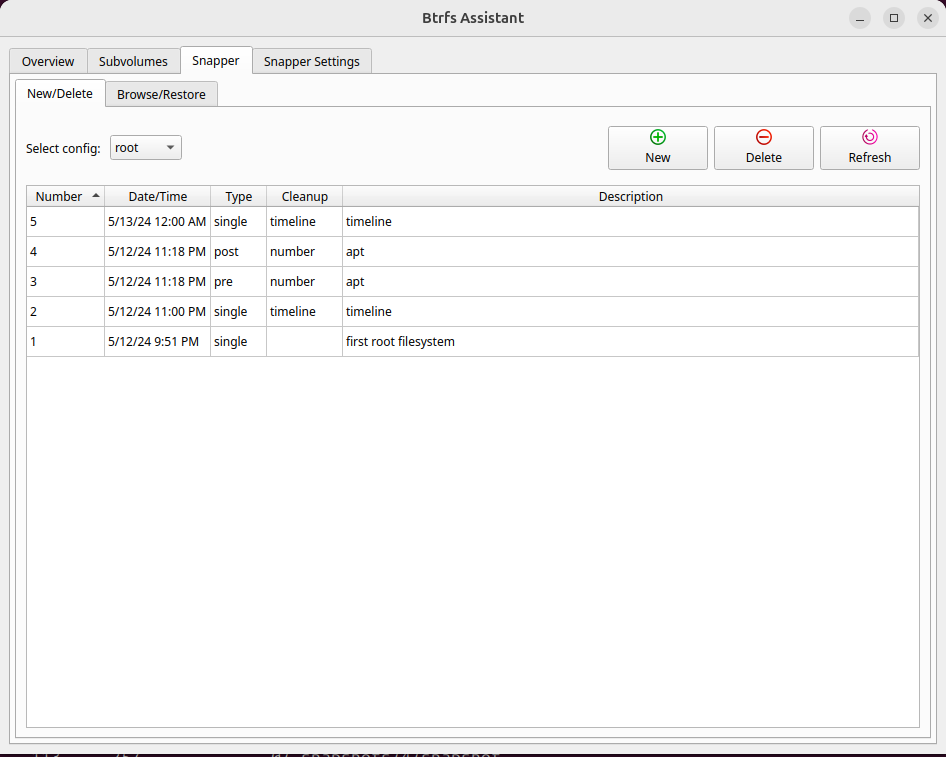 Btrfs Assistant
Overview Subvolumes Snapper Snapper Settings
New/Delete Browse/Restore
Select config: root New Delete Refresh
Number Date/Time Type Cleanup Description
5 5/13/24 12:00 AM single timeline timeline
4 5/12/24 11:18 PM post number apt
3 5/12/24 11:18 PM pre number apt
2 5/12/24 11:00 PM single timeline timeline
1 5/12/24 9:51 PM single first root filesystem